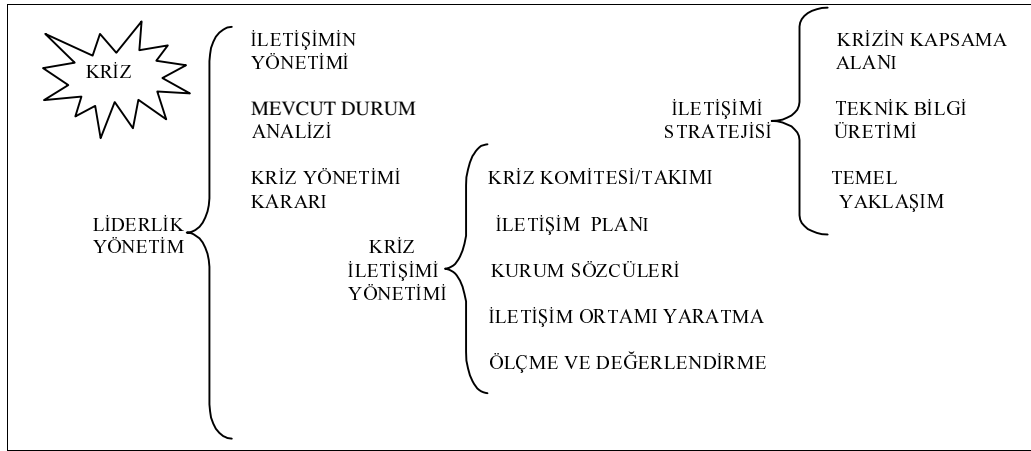 KRİZ
LİDERLİK
YÖNETİM
İLETİŞİMİN
YÖNETİMİ
MEVCUT DURUM
ANALİZİ
KRİZ YÖNETİMİ
KARARI
KRİZ
İLETİŞİMİ
YÖNETİMİ
KRİZ KOMİTESİ/TAKIMI
İLETİŞİM PLANI
KURUM SÖZCÜLERİ
İLETİŞİM ORTAMI YARATMA
ÖLÇME VE DEĞERLENDİRME
İLETİŞİMİ
STRATEJİSİ
KRİZİN KAPSAMA
ALANI
TEKNİK BİLGİ
ÜRETİMİ
TEMEL
YAKLAŞIM